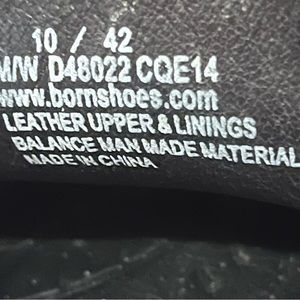 10 / 42
M/W D48022 CQE14
www.bornshoes.com
LEATHER UPPER & LININGS
BALANCE MAN MADE MATERIAL
MADE IN CHINA